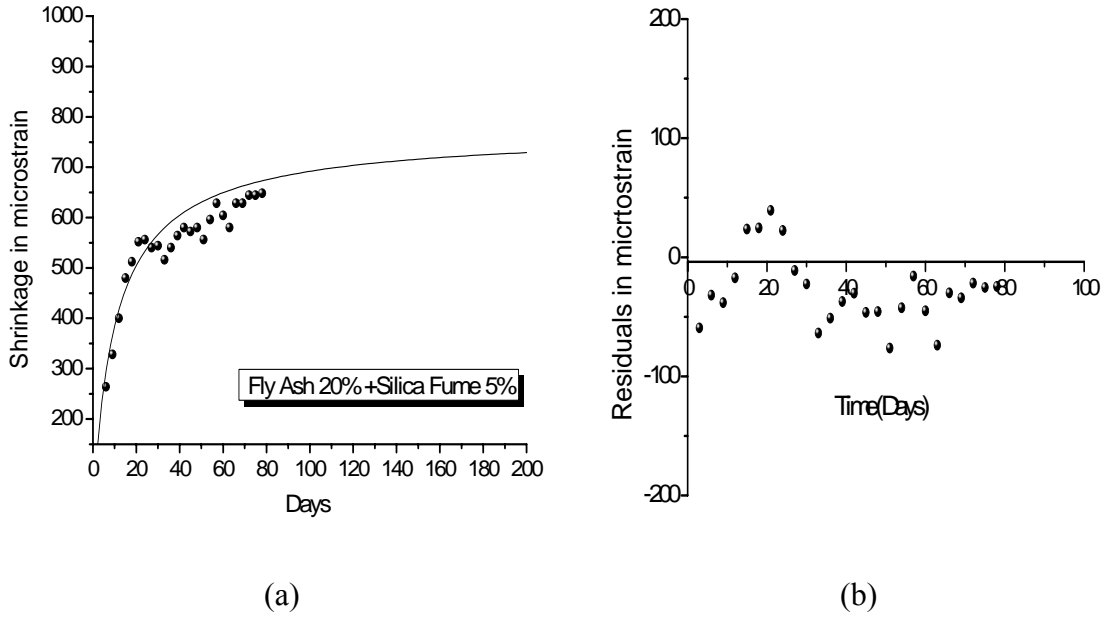 1000
900
800
700
600
500
400
300
200
0 20 40 60 80 100 120 140 160 180 200
Shrinkage in microstrain
Days
Fly Ash 20% +Silica Fume 5%
(a)
200
100
0
-100
-200
0 20 40 60 80 100
Residuals in micrtostrain
Time(Days)
(b)